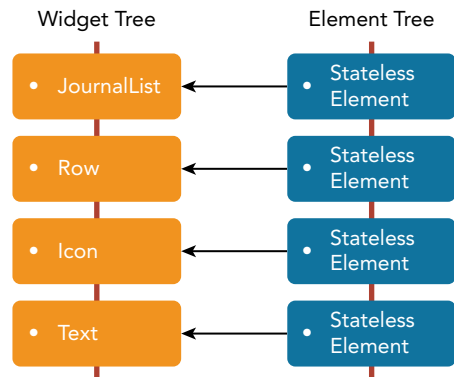 Widget Tree
Element Tree
• JournalList
• Stateless
Element
• Row
• Stateless
Element
• Icon
• Stateless
Element
• Text
• Stateless
Element